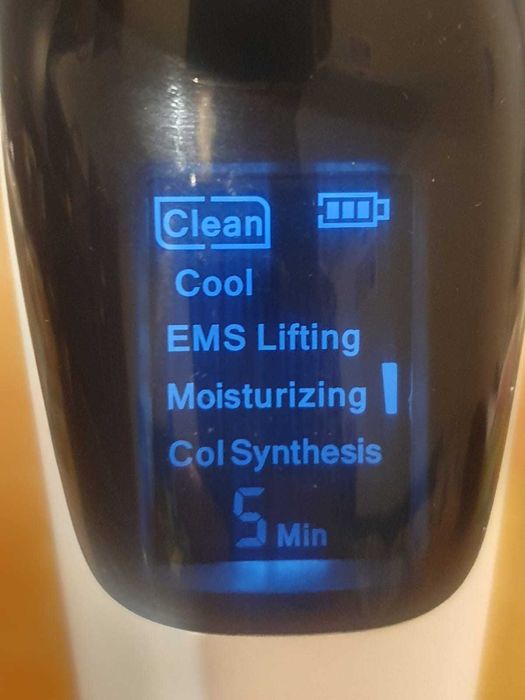 Clean
Cool
EMS Lifting
Moisturizing
Col Synthesis
5 Min